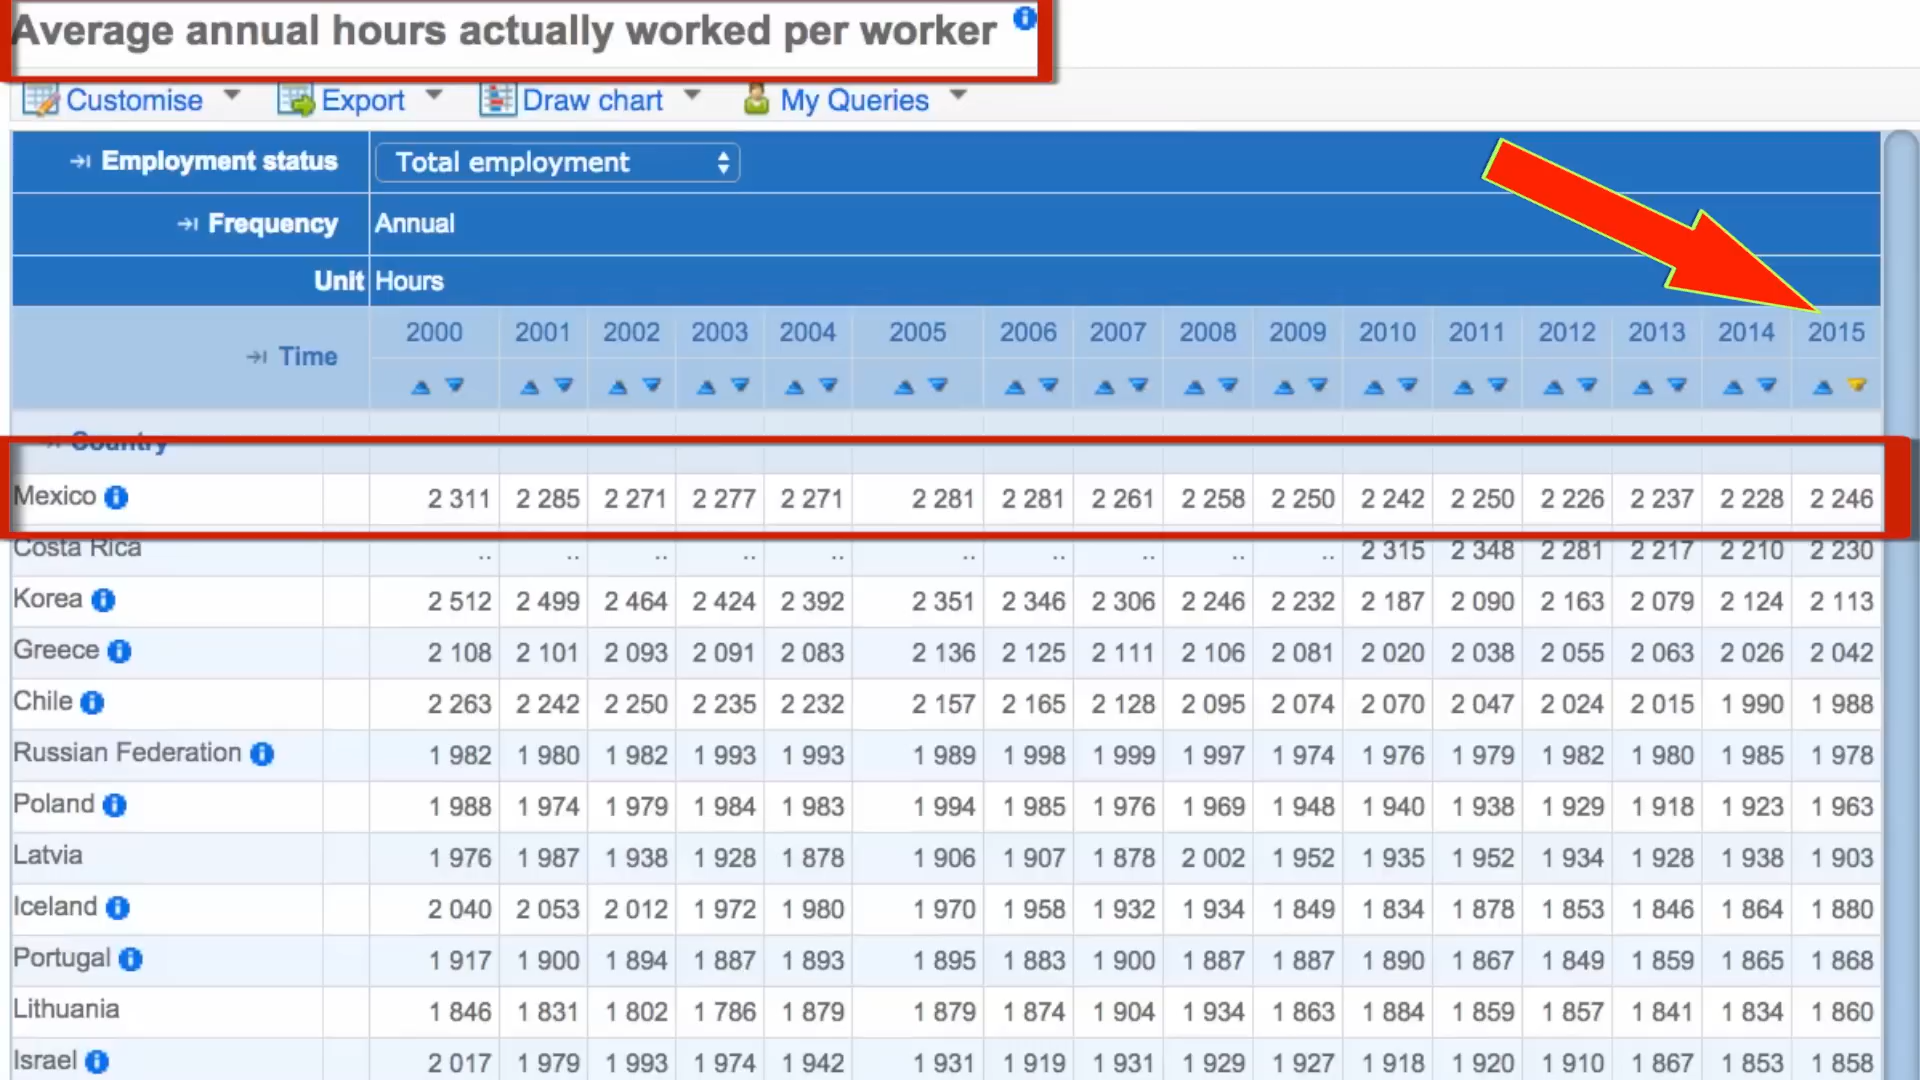 Average annual hours actually worked per worker
Customise Export Draw chart My Queries
Employment status Total employment
Frequency Annual
Unit Hours
Time 2000 2001 2002 2003 2004 2005 2006 2007 2008 2009 2010 2011 2012 2013 2014 2015
Country
Mexico 2 311 2 285 2 271 2 277 2 271 2 281 2 281 2 261 2 258 2 250 2 242 2 250 2 226 2 237 2 228 2 246
Costa Rica .. .. .. .. .. .. .. .. .. .. 2 315 2 348 2 281 2 217 2 210 2 230
Korea 2 512 2 499 2 464 2 424 2 392 2 351 2 346 2 306 2 246 2 232 2 187 2 090 2 163 2 079 2 124 2 113
Greece 2 108 2 101 2 093 2 091 2 083 2 136 2 125 2 111 2 106 2 081 2 020 2 038 2 055 2 063 2 026 2 042
Chile 2 263 2 242 2 250 2 235 2 232 2 157 2 165 2 128 2 095 2 074 2 070 2 047 2 024 2 015 1 990 1 988
Russian Federation 1 982 1 980 1 982 1 993 1 993 1 989 1 998 1 999 1 997 1 974 1 976 1 979 1 982 1 980 1 985 1 978
Poland 1 988 1 974 1 979 1 984 1 983 1 994 1 985 1 976 1 969 1 948 1 940 1 938 1 929 1 918 1 923 1 963
Latvia 1 976 1 987 1 938 1 928 1 878 1 906 1 907 1 878 2 002 1 952 1 935 1 952 1 934 1 928 1 938 1 903
Iceland 2 040 2 053 2 012 1 972 1 980 1 970 1 958 1 932 1 934 1 849 1 834 1 878 1 853 1 846 1 864 1 880
Portugal 1 917 1 900 1 894 1 887 1 893 1 895 1 883 1 900 1 887 1 887 1 890 1 867 1 849 1 859 1 865 1 868
Lithuania 1 846 1 831 1 802 1 786 1 879 1 879 1 874 1 904 1 934 1 863 1 884 1 859 1 857 1 841 1 834 1 860
Israel 2 017 1 979 1 993 1 974 1 942 1 931 1 919 1 931 1 929 1 927 1 918 1 920 1 910 1 867 1 853 1 858